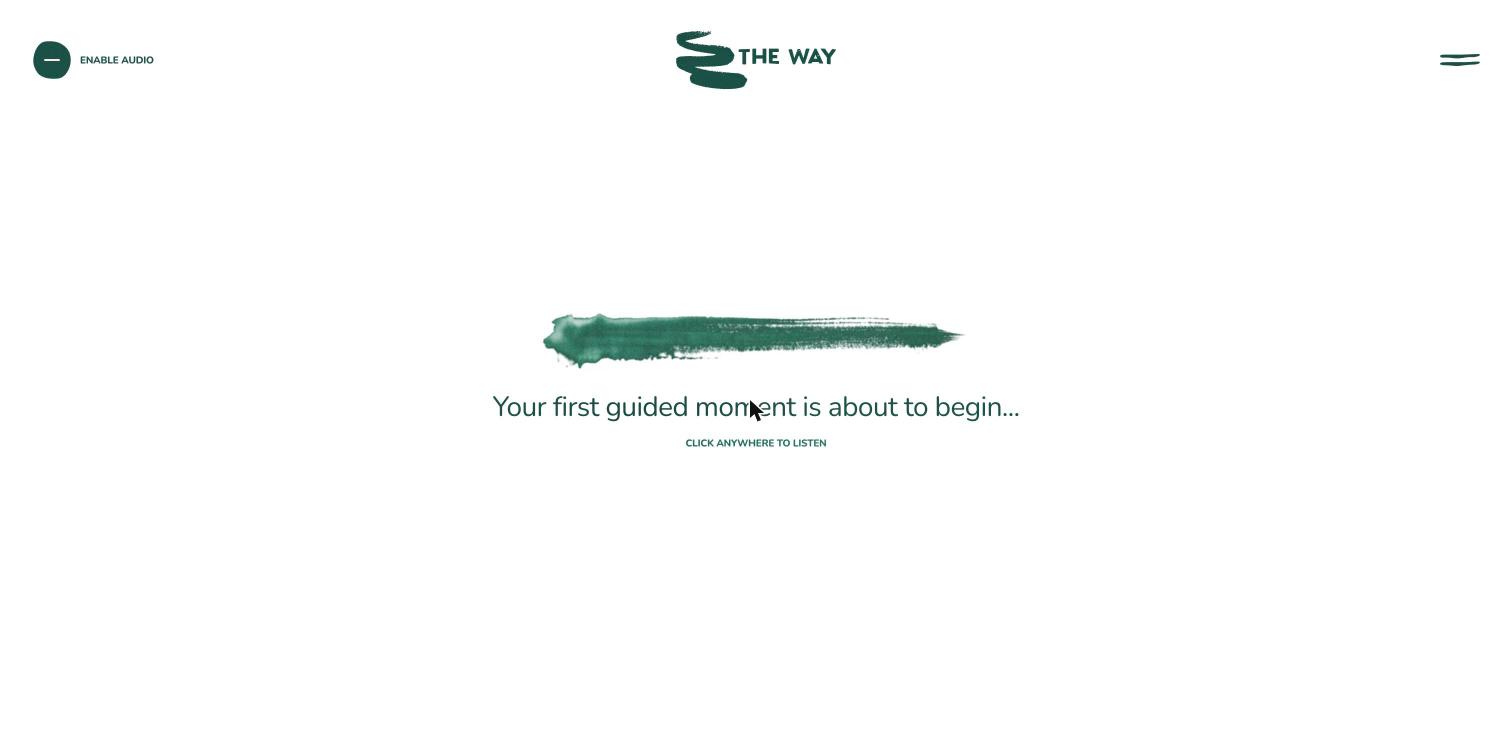 ENABLE AUDIO
THE WAY
Your first guided moment is about to begin...
CLICK ANYWHERE TO LISTEN